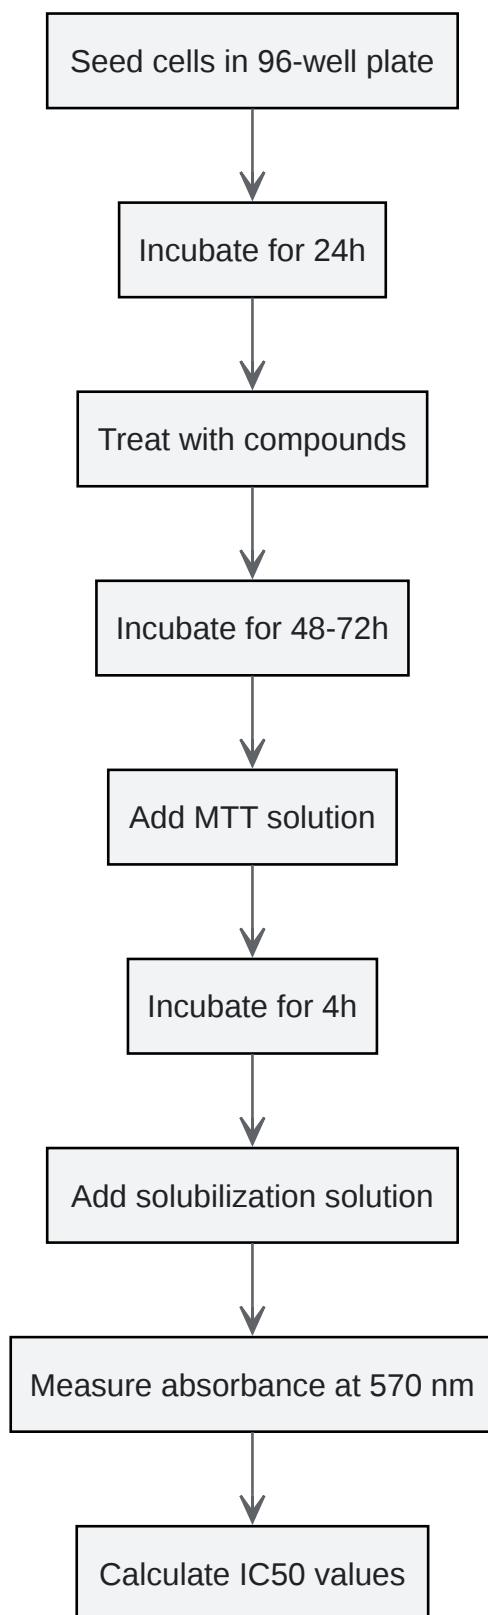 Seed cells in 96-well plate
Incubate for 24h
Treat with compounds
Incubate for 48-72h
Add MTT solution
Incubate for 4h
Add solubilization solution
Measure absorbance at 570 nm
Calculate IC50 values